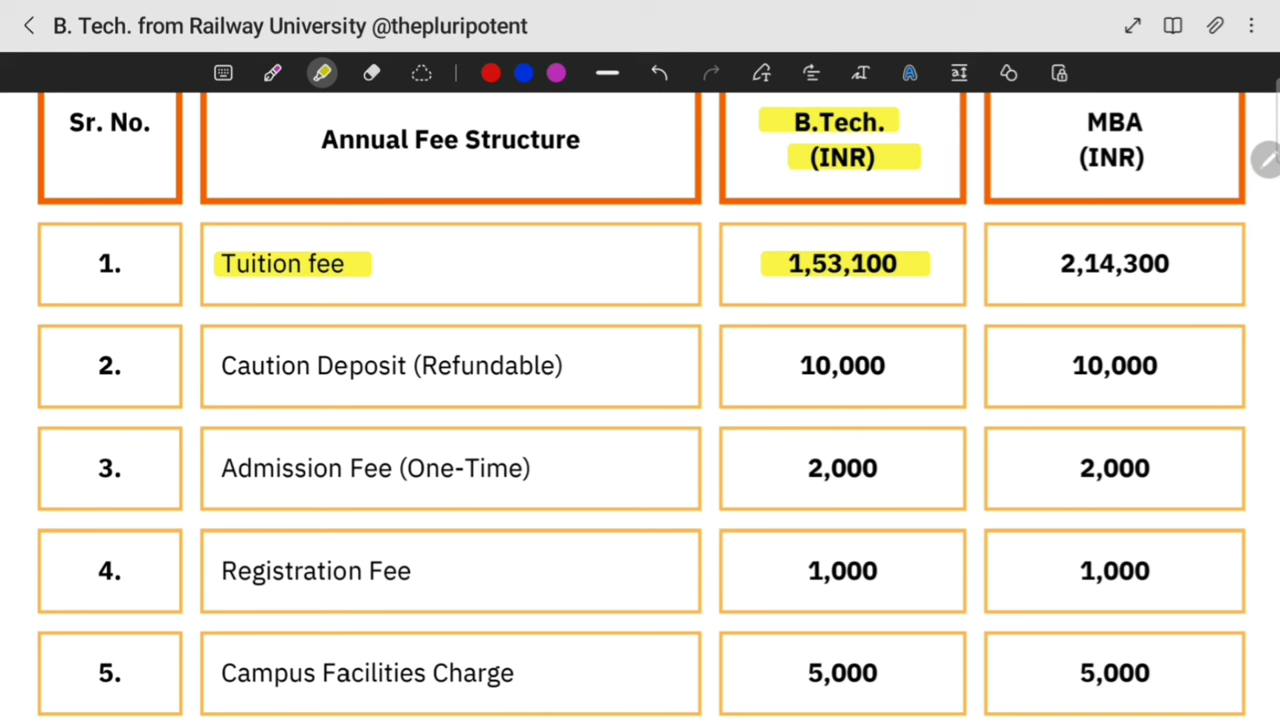 B. Tech. from Railway University @thepluripotent
Sr. No.
Annual Fee Structure
B.Tech.
(INR)
MBA
(INR)
1. Tuition fee 1,53,100 2,14,300
2. Caution Deposit (Refundable) 10,000 10,000
3. Admission Fee (One-Time) 2,000 2,000
4. Registration Fee 1,000 1,000
5. Campus Facilities Charge 5,000 5,000